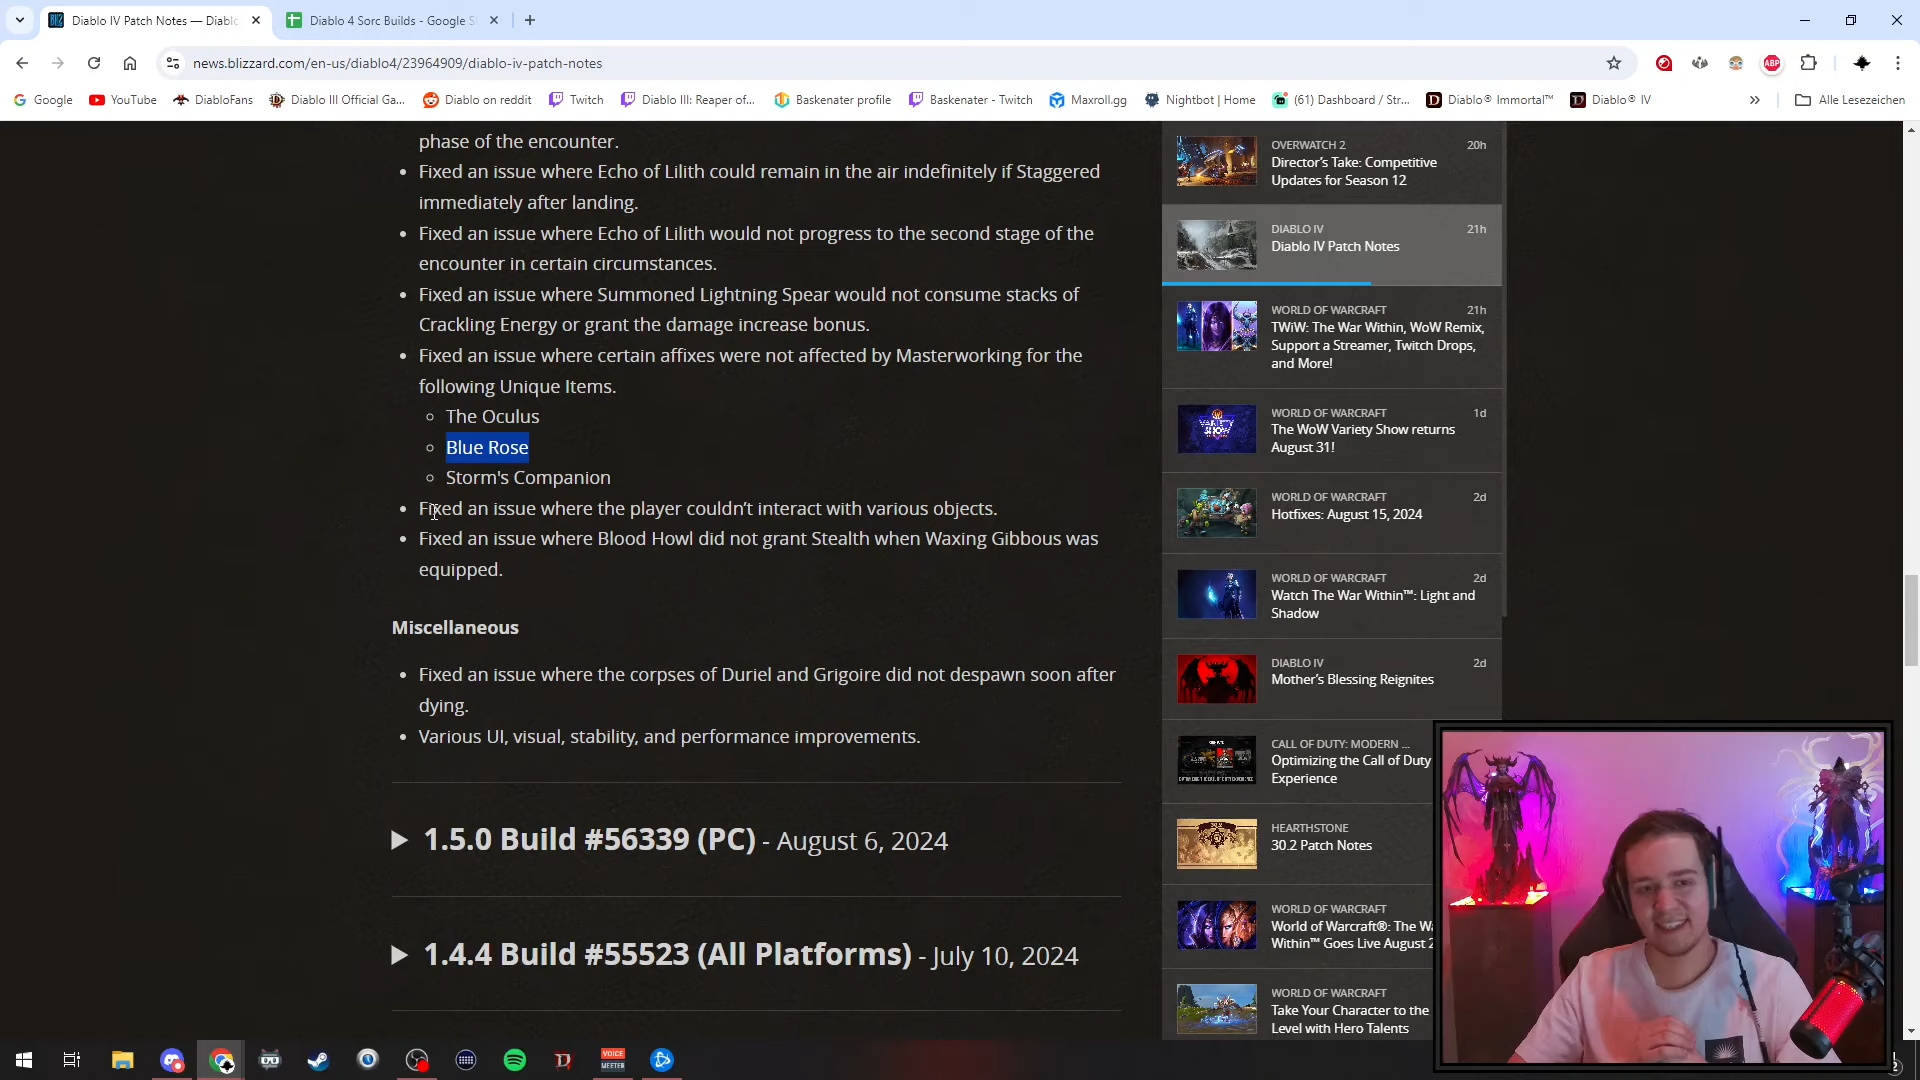 Diablo IV Patch Notes — Diablo
Diablo 4 Sorc Builds - Google S
news.blizzard.com/en-us/diablo4/23964909/diablo-iv-patch-notes
ABP
Google
YouTube
DiabloFans
Diablo III Official Ga...
Diablo on reddit
Twitch
Diablo III: Reaper of...
Baskenater profile
Baskenater - Twitch
Maxroll.gg
Nightbot | Home
(61) Dashboard / Str...
Diablo® Immortal™
Diablo® IV
Alle Lesezeichen
phase of the encounter.
Fixed an issue where Echo of Lilith could remain in the air indefinitely if Staggered
immediately after landing.
Fixed an issue where Echo of Lilith would not progress to the second stage of the
encounter in certain circumstances.
Fixed an issue where Summoned Lightning Spear would not consume stacks of
Crackling Energy or grant the damage increase bonus.
Fixed an issue where certain affixes were not affected by Masterworking for the
following Unique Items.
The Oculus
Blue Rose
Storm's Companion
Fixed an issue where the player couldn’t interact with various objects.
Fixed an issue where Blood Howl did not grant Stealth when Waxing Gibbous was
equipped.
Miscellaneous
Fixed an issue where the corpses of Duriel and Grigoire did not despawn soon after
dying.
Various UI, visual, stability, and performance improvements.
1.5.0 Build #56339 (PC) - August 6, 2024
1.4.4 Build #55523 (All Platforms) - July 10, 2024
OVERWATCH 2 20h
Director’s Take: Competitive
Updates for Season 12
DIABLO IV 21h
Diablo IV Patch Notes
WORLD OF WARCRAFT 21h
TWiW: The War Within, WoW Remix,
Support a Streamer, Twitch Drops,
and More!
WORLD OF WARCRAFT 1d
The WoW Variety Show returns
August 31!
VARIETY
SHOW
WORLD OF WARCRAFT 2d
Hotfixes: August 15, 2024
WORLD OF WARCRAFT 2d
Watch The War Within™: Light and
Shadow
DIABLO IV 2d
Mother’s Blessing Reignites
CALL OF DUTY: MODERN ...
Optimizing the Call of Duty
Experience
HEARTHSTONE
30.2 Patch Notes
WORLD OF WARCRAFT
World of Warcraft®: The Wa
Within™ Goes Live August 2
WORLD OF WARCRAFT
Take Your Character to the
Level with Hero Talents
VOICE
MEETER